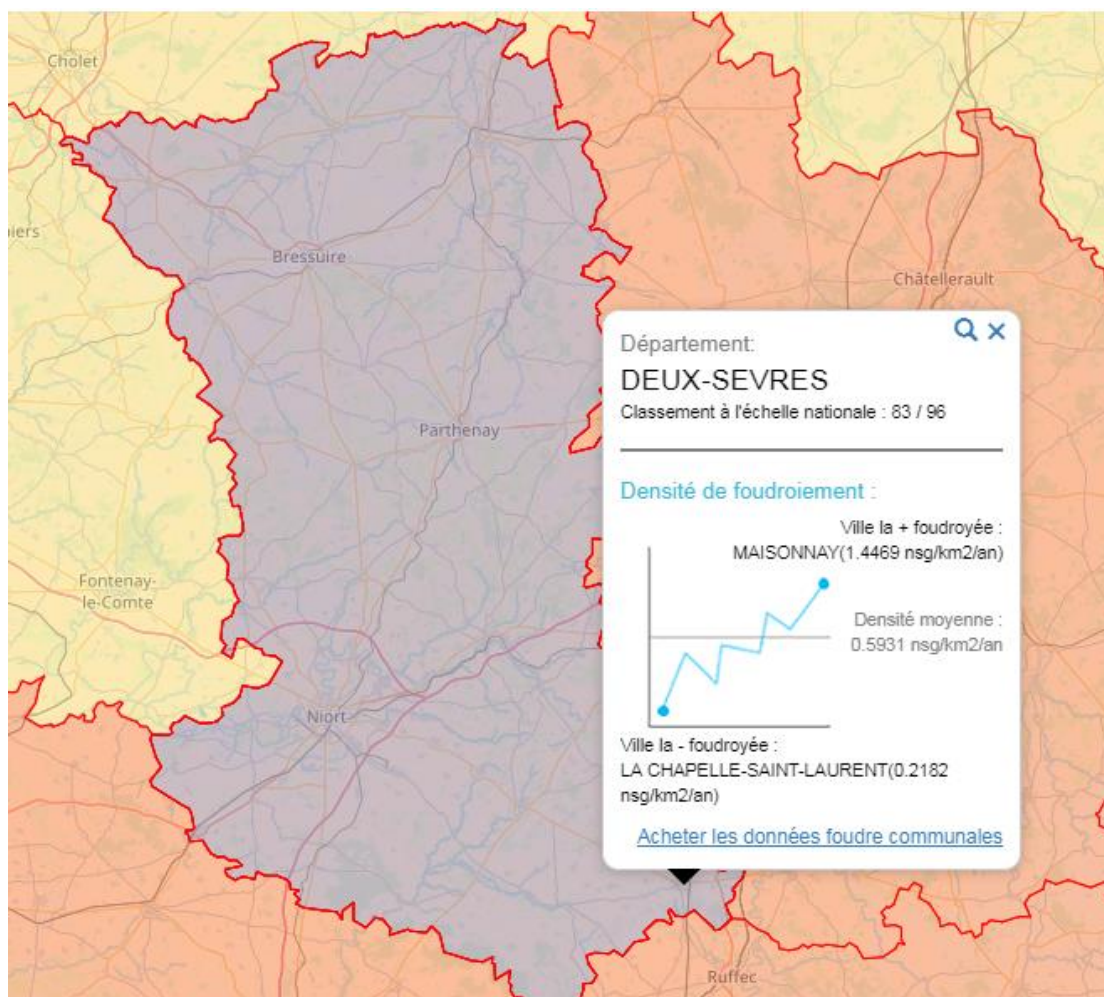 Cholet
iers
Bressuire
Châtellerault
Département:
DEUX-SEVRES
Classement à l'échelle nationale : 83 / 96
Parthenay
Densité de foudroiement :
Ville la + foudroyée :
MAISONNAY(1.4469 nsg/km2/an)
Fontenay-
le-Comte
Densité moyenne :
0.5931 nsg/km2/an
Niort
Ville la - foudroyée :
LA CHAPELLE-SAINT-LAURENT(0.2182
nsg/km2/an)
Acheter les données foudre communales
Ruffec